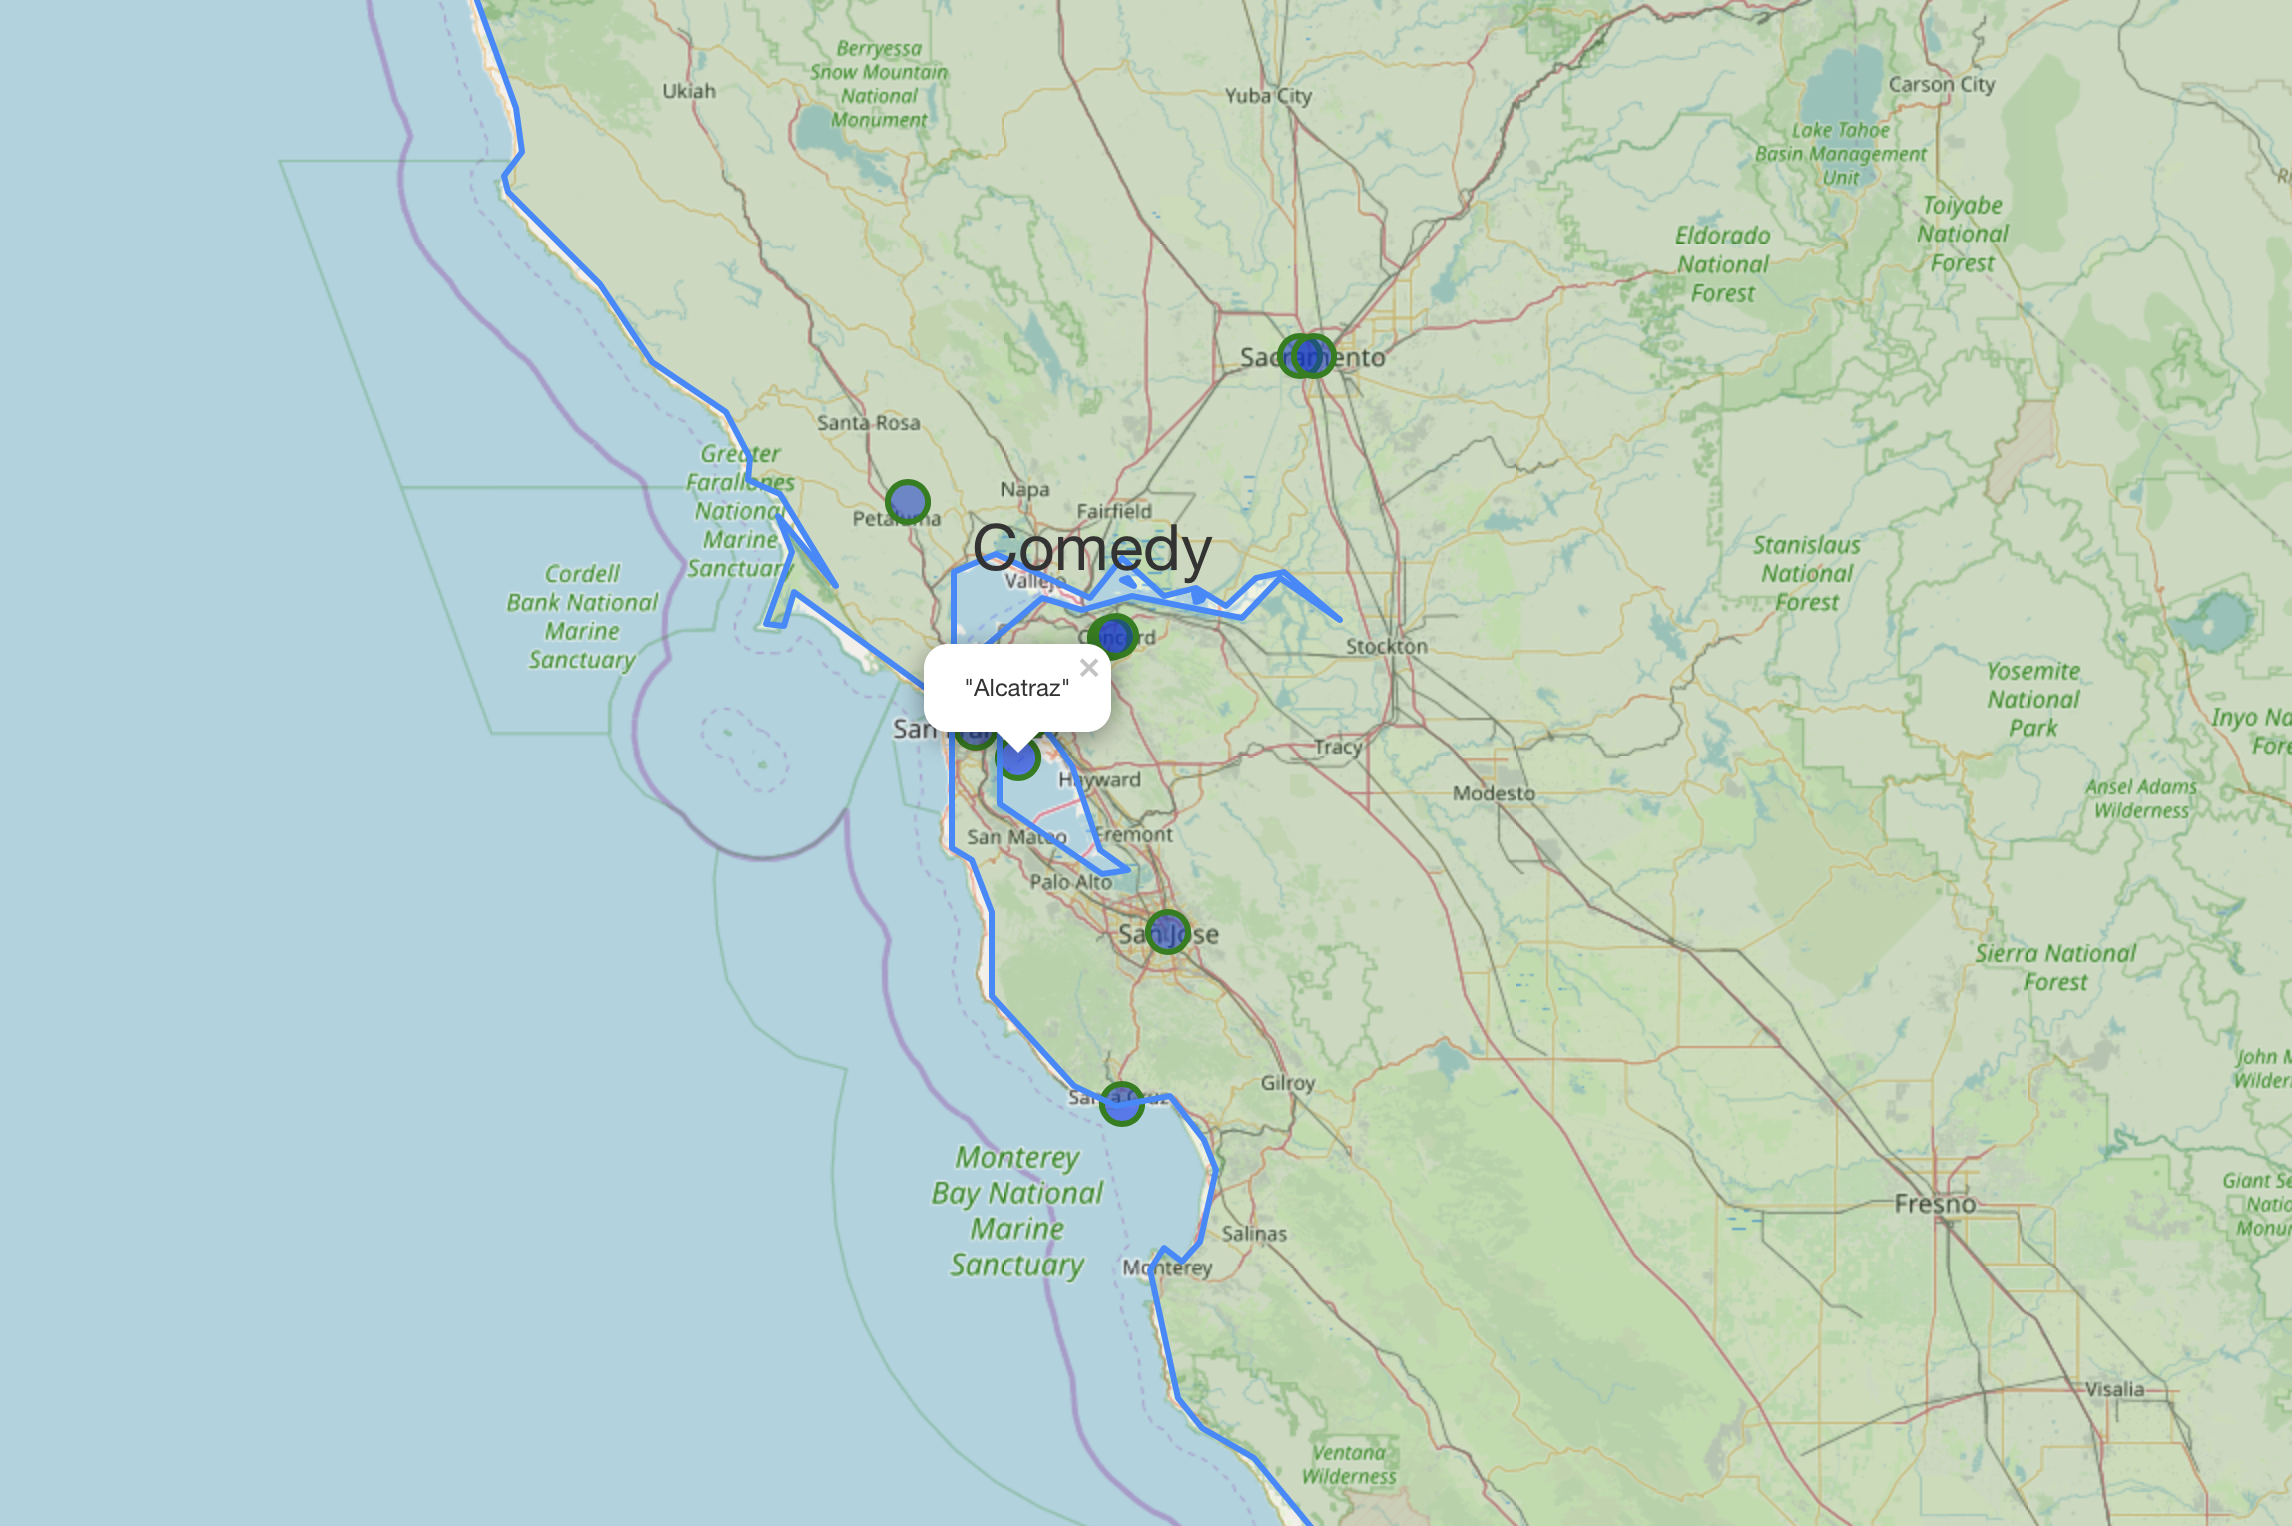 Berryessa
Snow Mountain
National
Monument
Ukiah
Yuba City
Carson City
Lake Tahoe
Basin Management
Unit
Toiyabe
National
Forest
Eldorado
National
Forest
Sacramento
Santa Rosa
Greater
Farallones
National
Marine
Sanctuary
Napa
Fairfield
Petaluma
Comedy
Vallejo
Cordell
Bank National
Marine
Sanctuary
Stanislaus
National
Forest
Concord
Stockton
"Alcatraz"
×
San
Yosemite
National
Park
Inyo Na
Fore
Tracy
Hayward
Modesto
Ansel Adams
Wilderness
San Mateo
Fremont
Palo Alto
San Jose
Sierra National
Forest
John M
Wilder
Gilroy
Santa Cruz
Monterey
Bay National
Marine
Sanctuary
Giant Se
Natio
Monu
Fresno
Salinas
Monterey
Visalia
Ventana
Wilderness